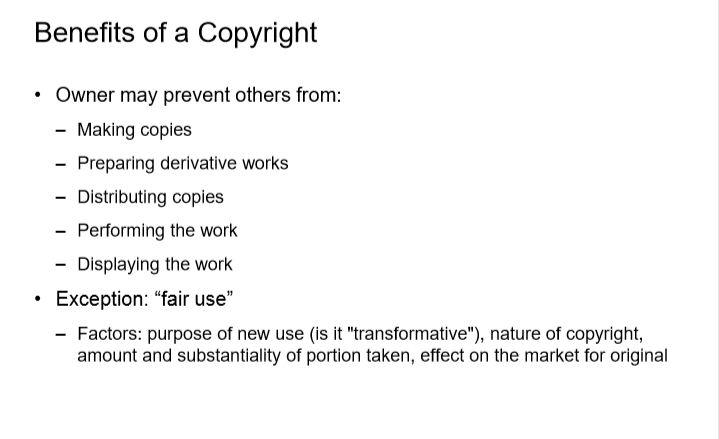 Benefits of a Copyright
• Owner may prevent others from:
– Making copies
– Preparing derivative works
– Distributing copies
– Performing the work
– Displaying the work
• Exception: “fair use”
– Factors: purpose of new use (is it "transformative"), nature of copyright,
amount and substantiality of portion taken, effect on the market for original